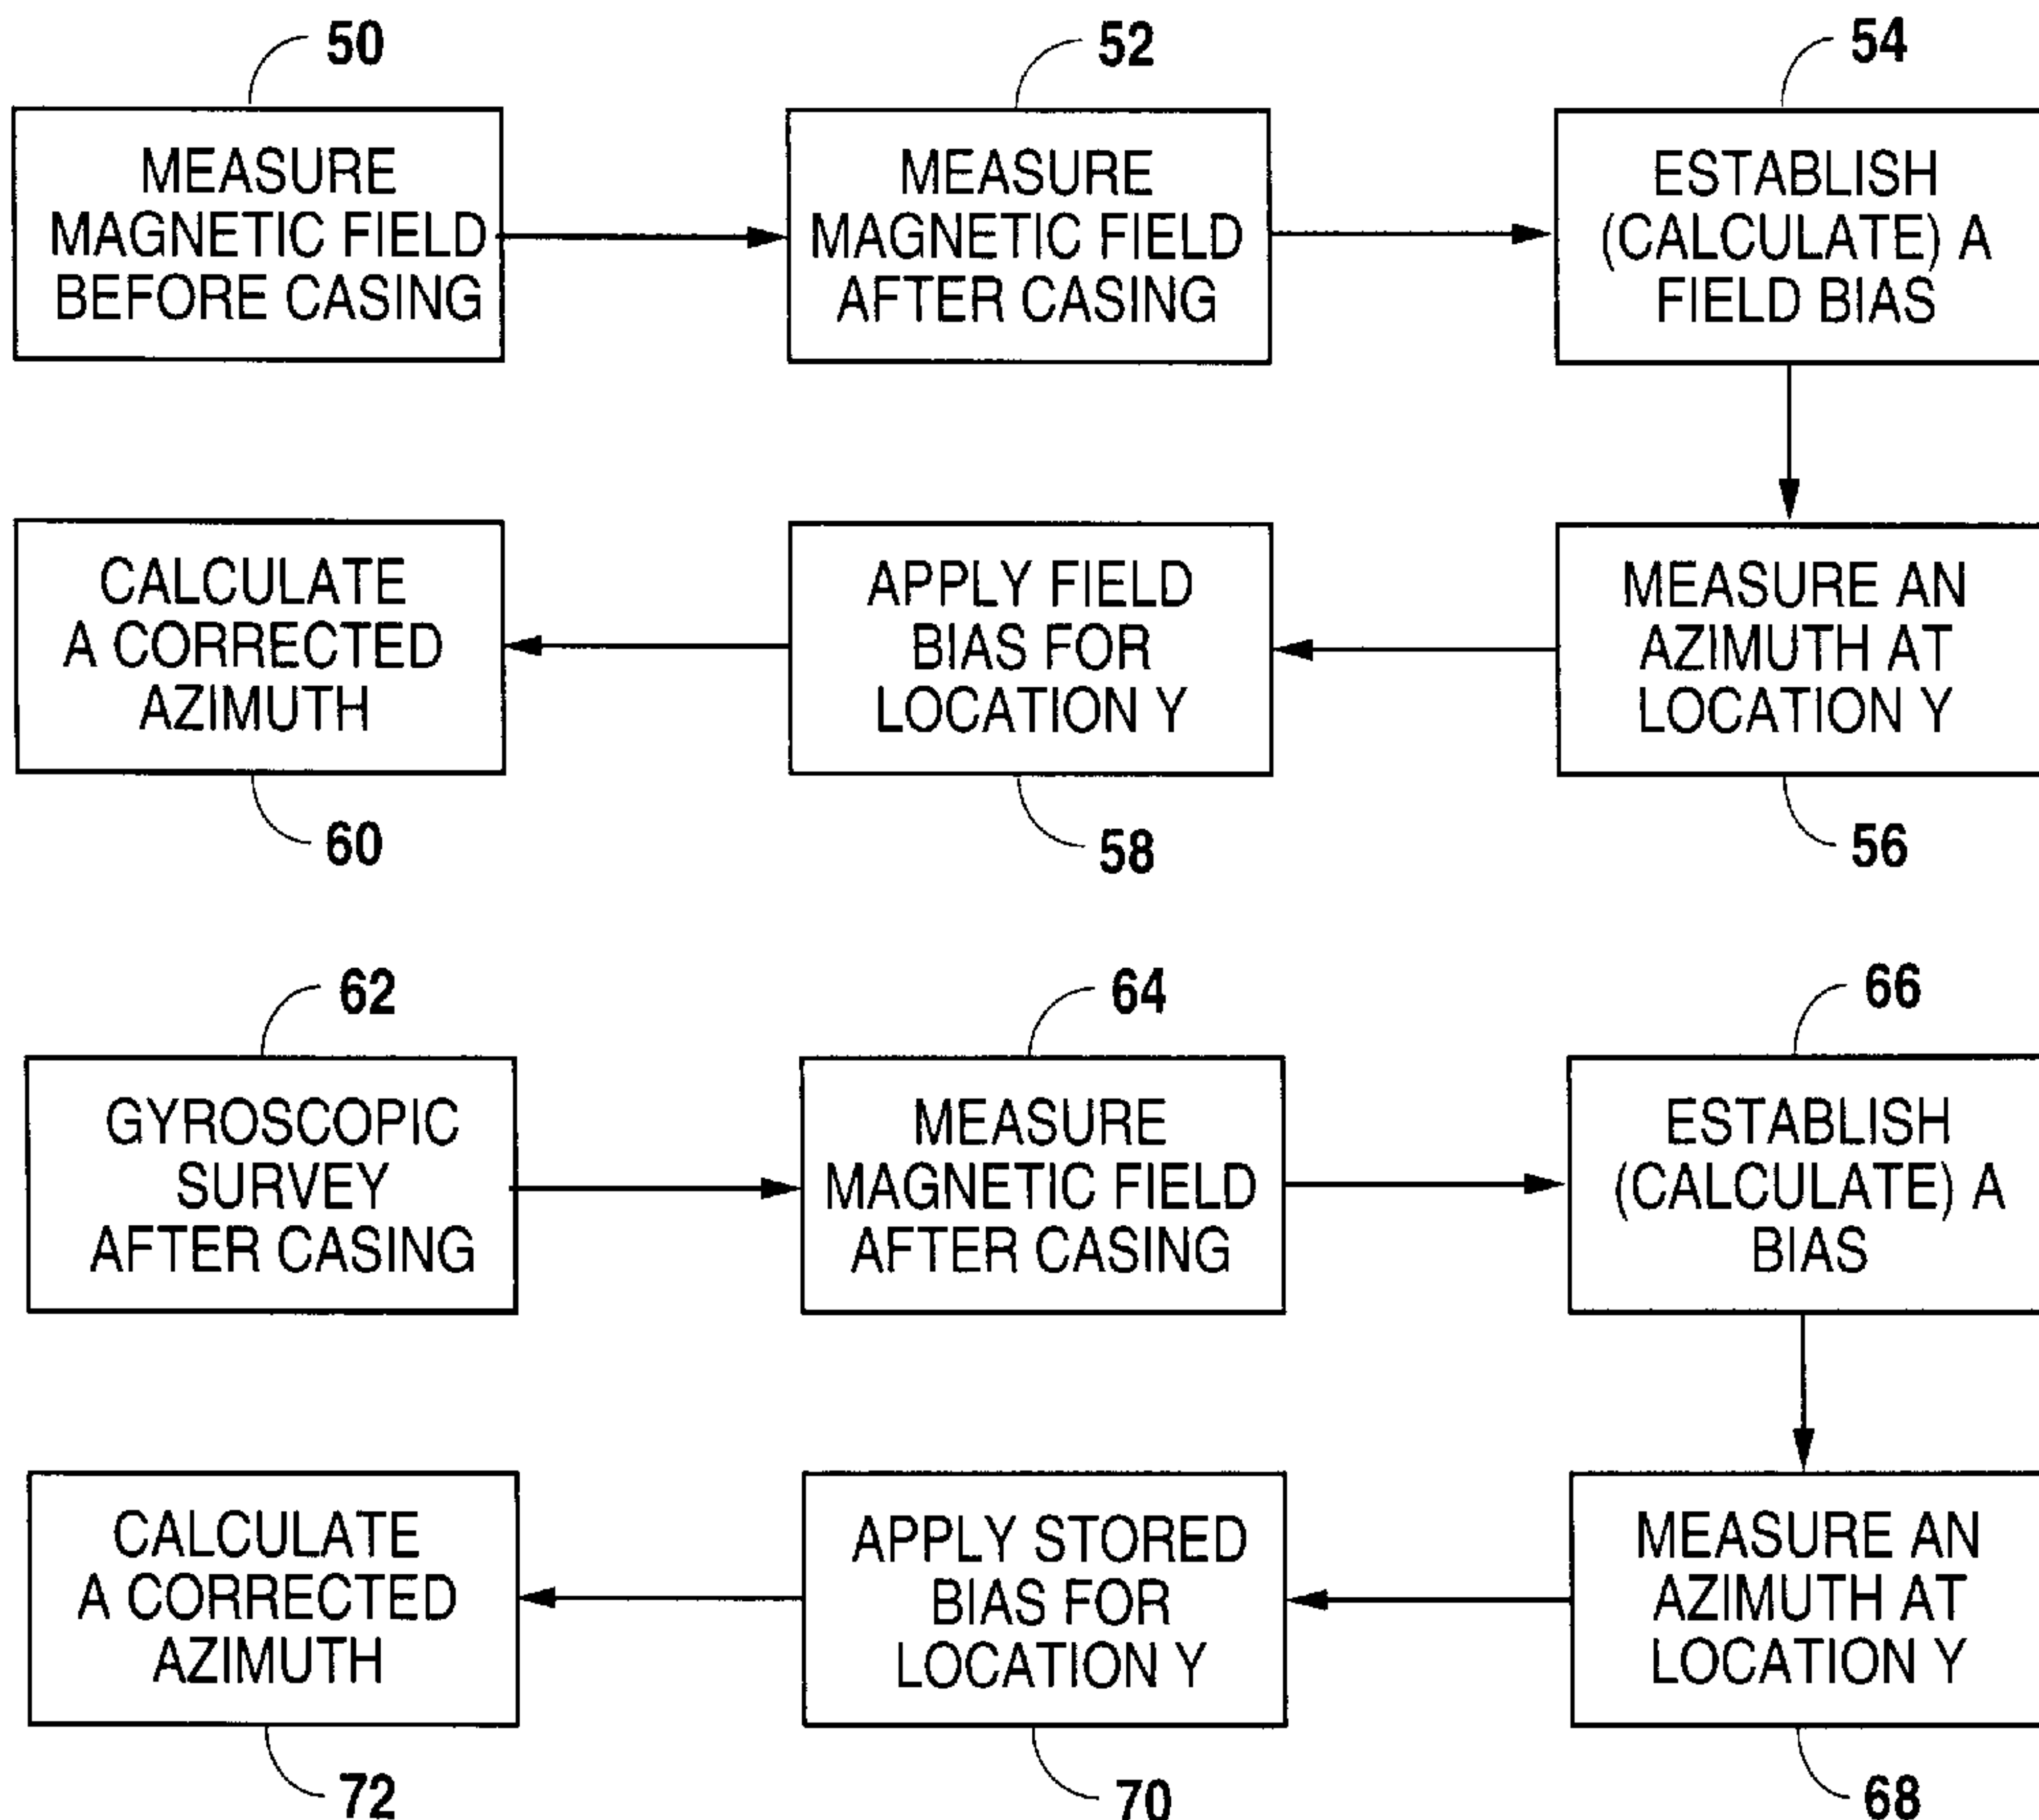 50
MEASURE
MAGNETIC FIELD
BEFORE CASING
52
MEASURE
MAGNETIC FIELD
AFTER CASING
54
ESTABLISH
(CALCULATE) A
FIELD BIAS
MEASURE AN
AZIMUTH AT
LOCATION Y
56
APPLY FIELD
BIAS FOR
LOCATION Y
58
CALCULATE
A CORRECTED
AZIMUTH
60
62
GYROSCOPIC
SURVEY
AFTER CASING
64
MEASURE
MAGNETIC FIELD
AFTER CASING
66
ESTABLISH
(CALCULATE) A
BIAS
MEASURE AN
AZIMUTH AT
LOCATION Y
68
APPLY STORED
BIAS FOR
LOCATION Y
70
CALCULATE
A CORRECTED
AZIMUTH
72